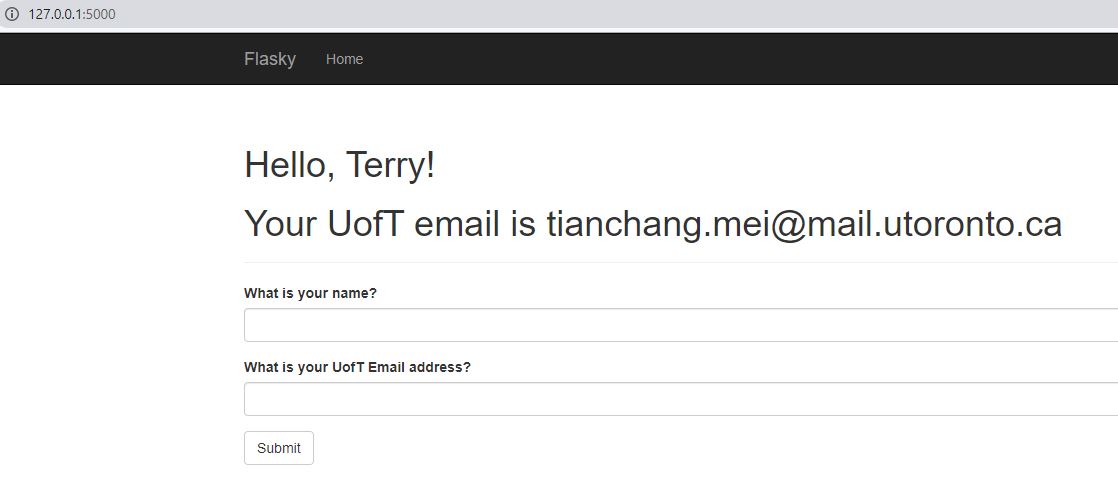 127.0.0.1:5000
Flasky Home
Hello, Terry!
Your UofT email is tianchang.mei@mail.utoronto.ca
What is your name?
What is your UofT Email address?
Submit